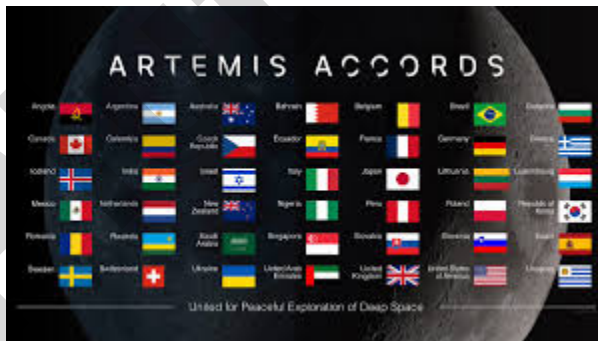 ARTEMIS ACCORDS
Angola Argentina Australia Bahrain Belgium Brazil Bulgaria
Canada Colombia Czech Republic Ecuador France Germany Greece
Iceland India Israel Italy Japan Lithuania Luxembourg
Mexico Netherlands New Zealand Nigeria Peru Poland Republic of Korea
Romania Rwanda Saudi Arabia Singapore Slovakia Slovenia Spain
Sweden Switzerland Ukraine United Arab Emirates United Kingdom United States of America Uruguay
United for Peaceful Exploration of Deep Space